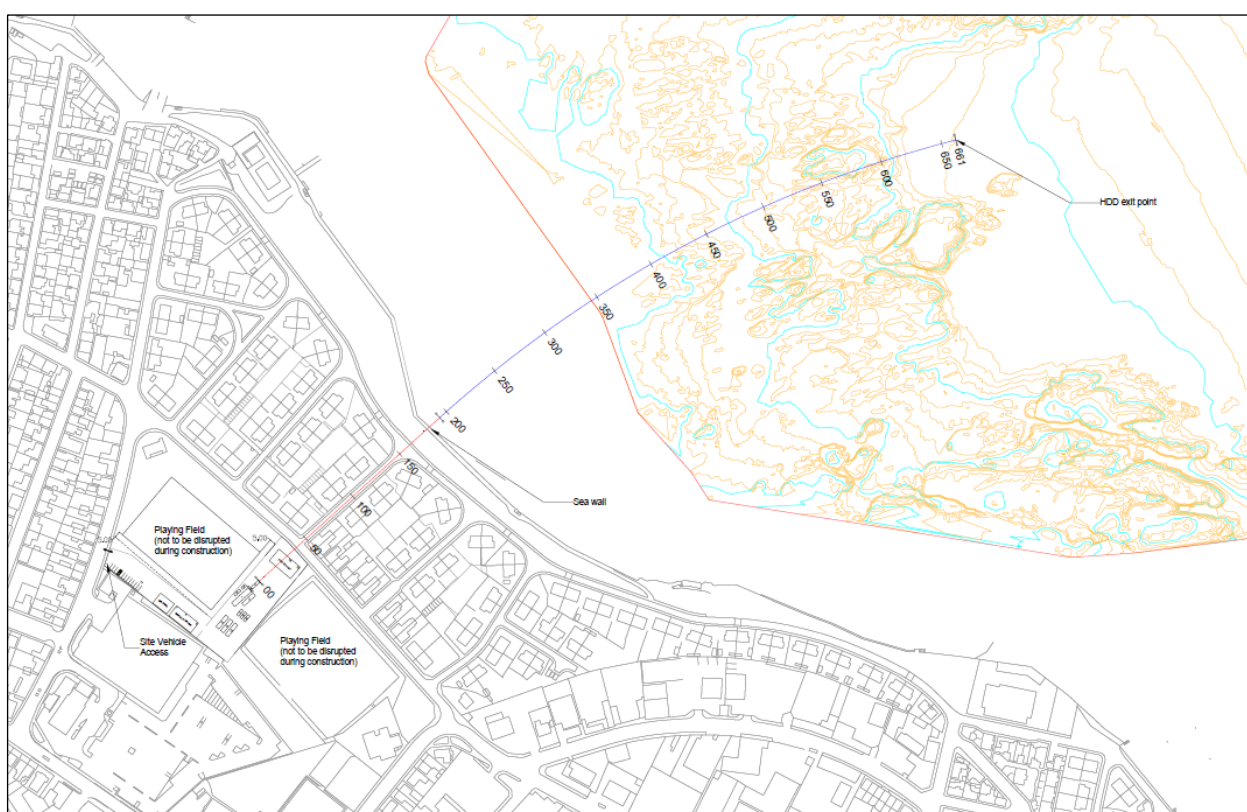 661
650
600
550
500
450
400
350
300
250
200
150
100
50
00
HDD exit point
Sea wall
Playing Field
(not to be disrupted
during construction)
Site Vehicle
Access
Playing Field
(not to be disrupted
during construction)